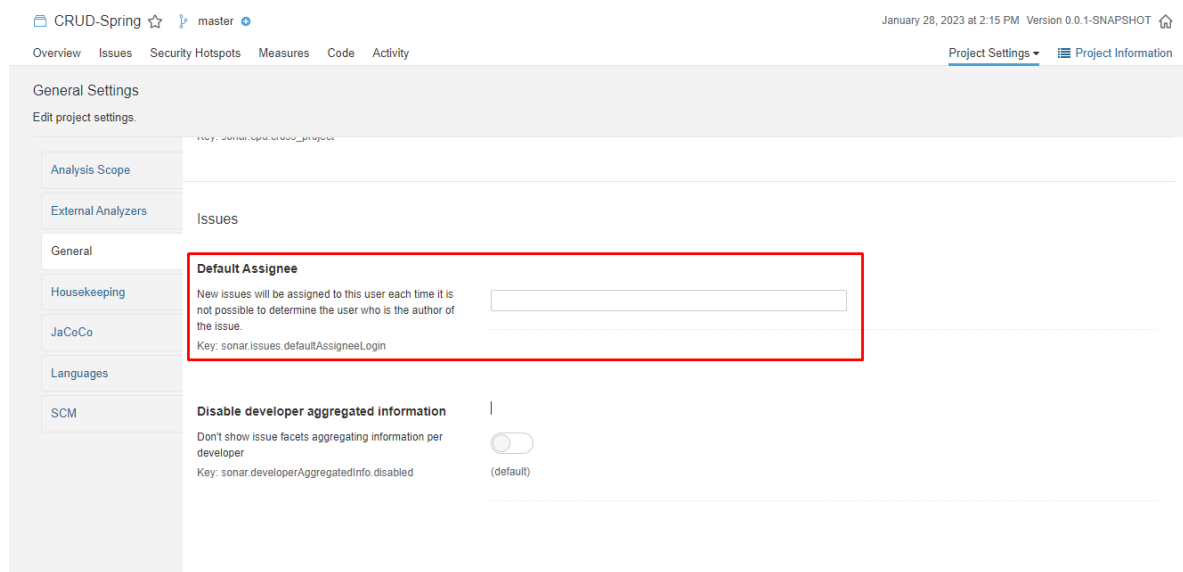 CRUD-Spring master
January 28, 2023 at 2:15 PM Version 0.0.1-SNAPSHOT
Overview Issues Security Hotspots Measures Code Activity
Project Settings Project Information
General Settings
Edit project settings.
Key: sonar.cpd.cross_project
Analysis Scope
External Analyzers
General
Housekeeping
JaCoCo
Languages
SCM
Issues
Default Assignee
New issues will be assigned to this user each time it is
not possible to determine the user who is the author of
the issue.
Key: sonar.issues.defaultAssigneeLogin
Disable developer aggregated information
Don't show issue facets aggregating information per
developer
Key: sonar.developerAggregatedInfo.disabled
(default)